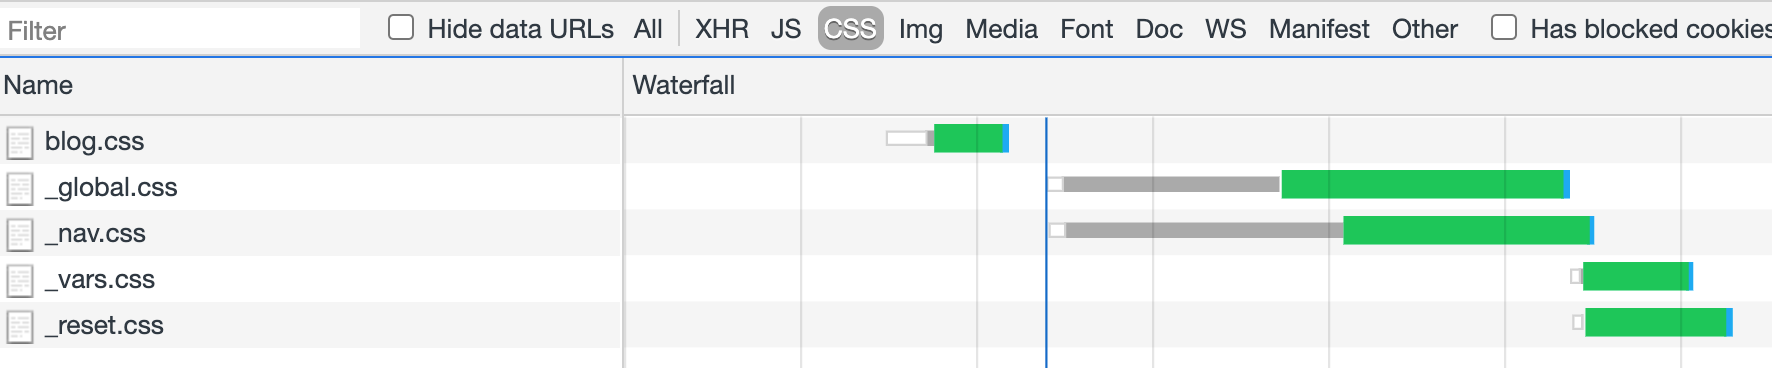 Filter Hide data URLs All XHR JS CSS Img Media Font Doc WS Manifest Other Has blocked cookies
Name Waterfall
blog.css
_global.css
_nav.css
_vars.css
_reset.css